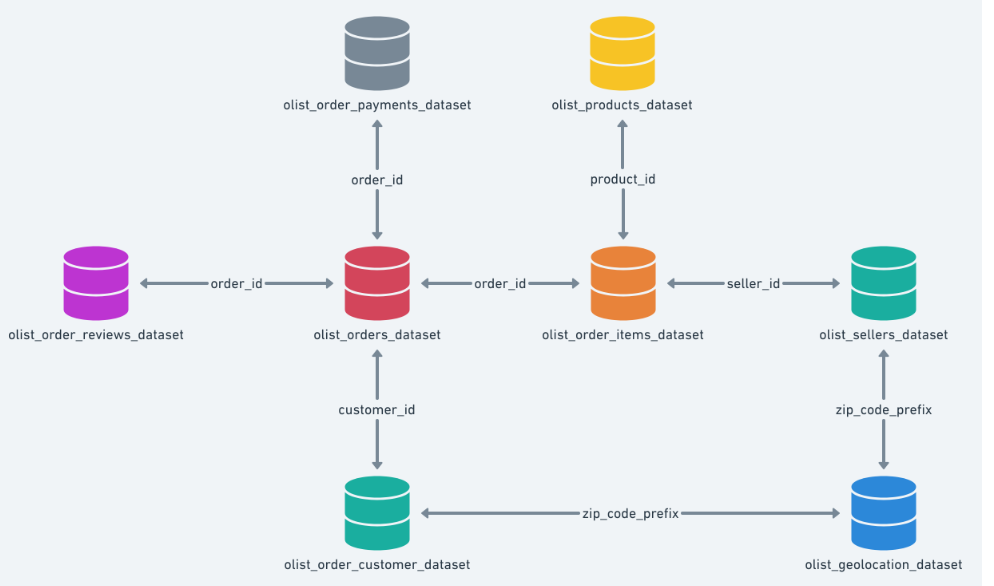 olist_order_payments_dataset
olist_products_dataset
order_id
product_id
order_id
order_id
seller_id
olist_order_reviews_dataset
olist_orders_dataset
olist_order_items_dataset
olist_sellers_dataset
customer_id
zip_code_prefix
zip_code_prefix
olist_order_customer_dataset
olist_geolocation_dataset